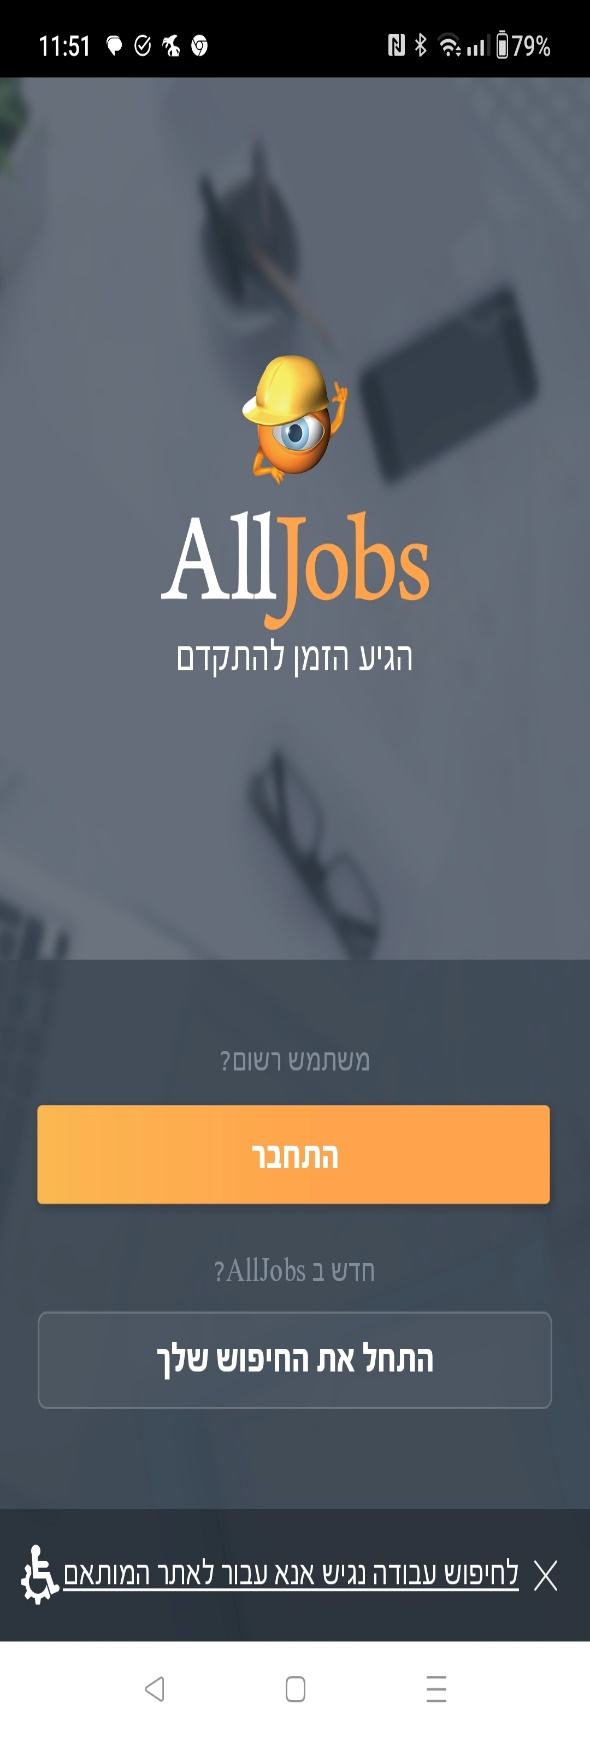 11:51
79%
AllJobs
הגיע הזמן להתקדם
משתמש רשום?
התחבר
חדש ב AllJobs?
התחל את החיפוש שלך
לחיפוש עבודה נגיש אנא עבור לאתר המותאם